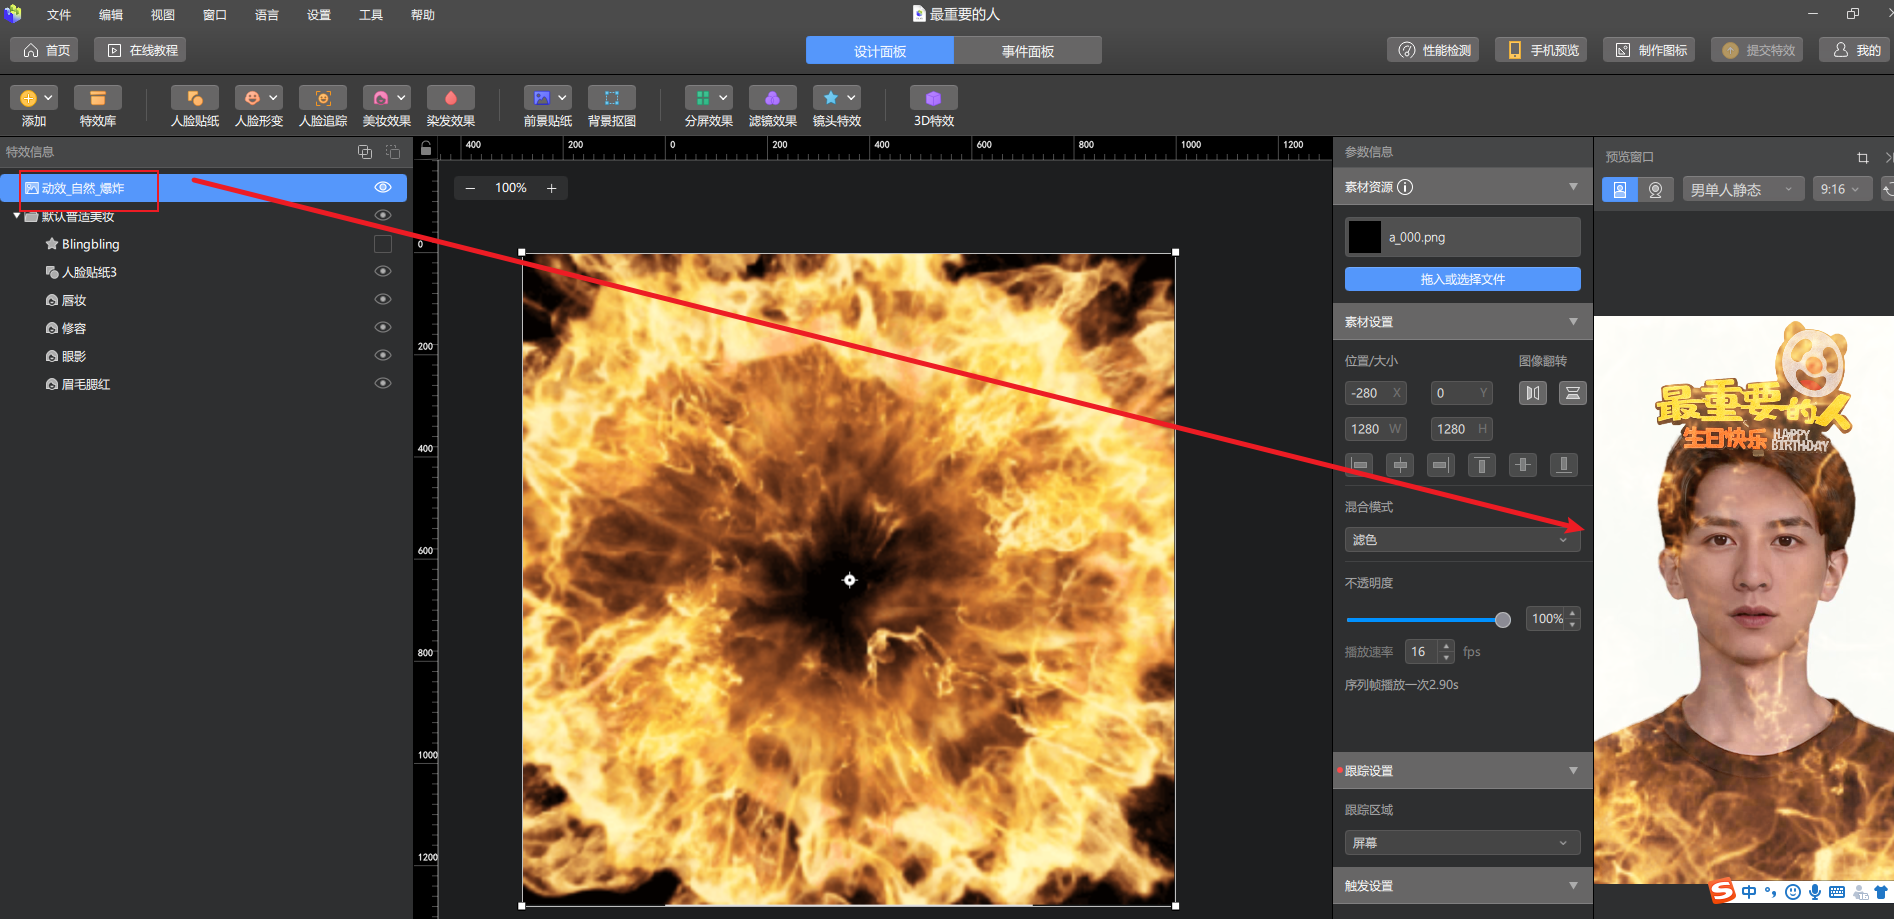 文件 编辑 视图 窗口 语言 设置 工具 帮助
最重要的人
首页 在线教程
设计面板 事件面板
性能检测 手机预览 制作图标 提交特效 我的
添加 特效库 人脸贴纸 人脸形变 人脸追踪 美妆效果 染发效果 前景贴纸 背景抠图 分屏效果 滤镜效果 镜头特效 3D特效
特效信息
动效_自然_爆炸
默认普适美妆
Blingbling
人脸贴纸3
唇妆
修容
眼影
眉毛腮红
400 200 0 200 400 600 800 1000 1200
100%
0
200
400
600
800
1000
1200
参数信息
素材资源
a_000.png
拖入或选择文件
素材设置
位置/大小 图像翻转
-280 X 0 Y
1280 W 1280 H
混合模式
滤色
不透明度
100%
播放速率 16 fps
序列帧播放一次2.90s
跟踪设置
跟踪区域
屏幕
触发设置
预览窗口
男单人静态 9:16
最重要的人
生日快乐 HAPPY BIRTHDAY
中